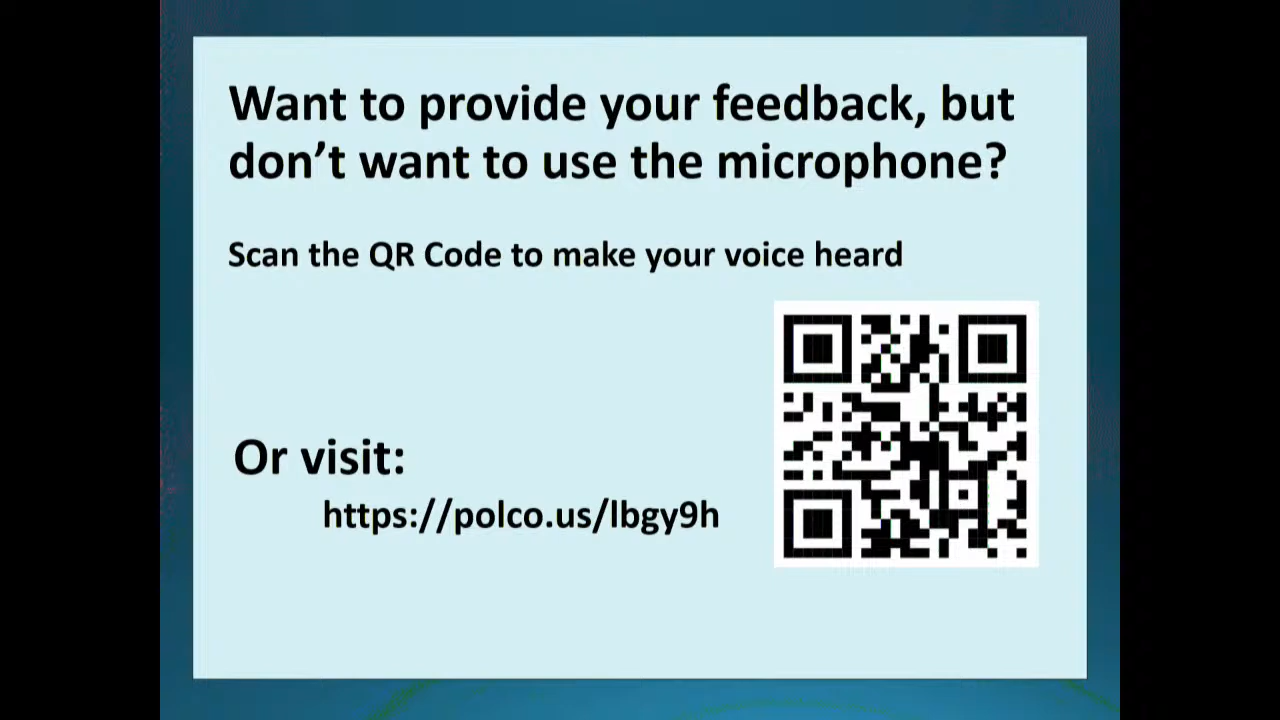 Want to provide your feedback, but
don’t want to use the microphone?
Scan the QR Code to make your voice heard
Or visit:
https://polco.us/lbgy9h